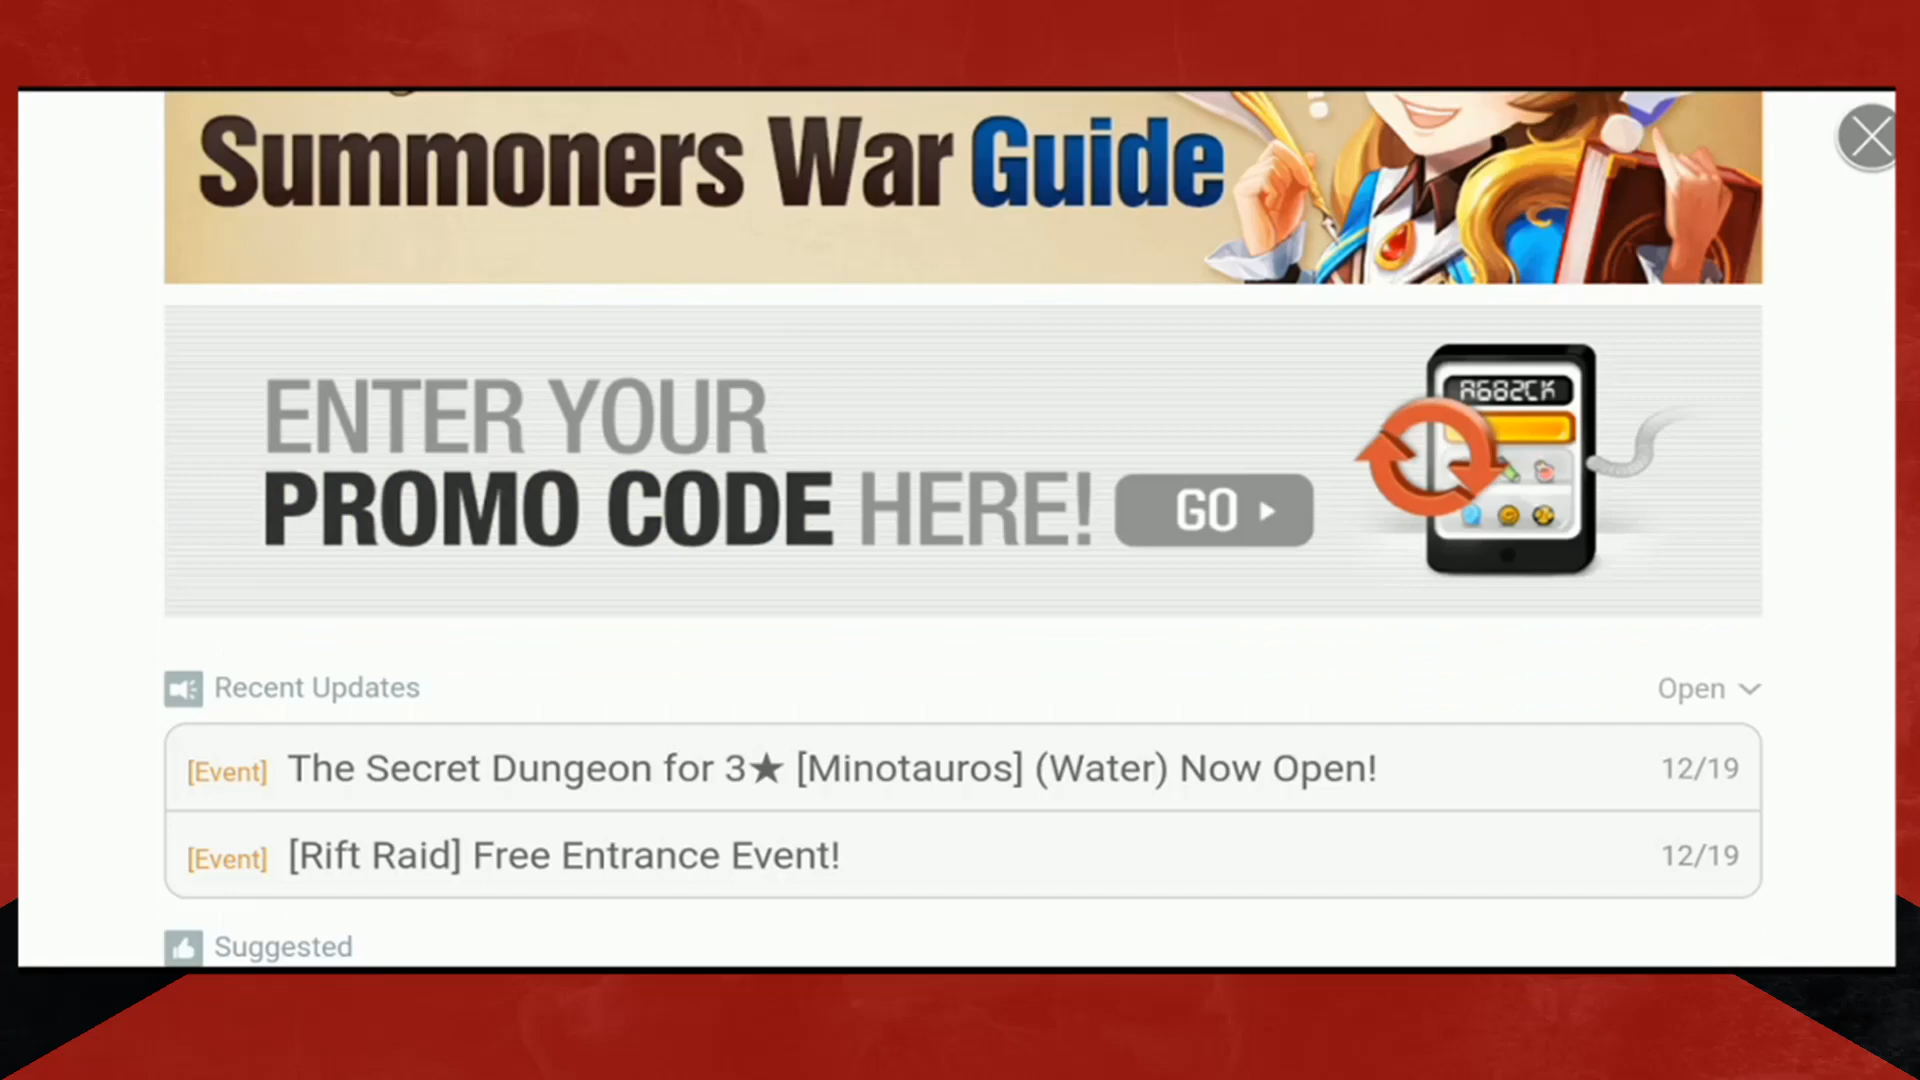 Summoners War Guide
ENTER YOUR
PROMO CODE HERE! GO
A682CK
Recent Updates Open
[Event] The Secret Dungeon for 3★ [Minotauros] (Water) Now Open! 12/19
[Event] [Rift Raid] Free Entrance Event! 12/19
Suggested